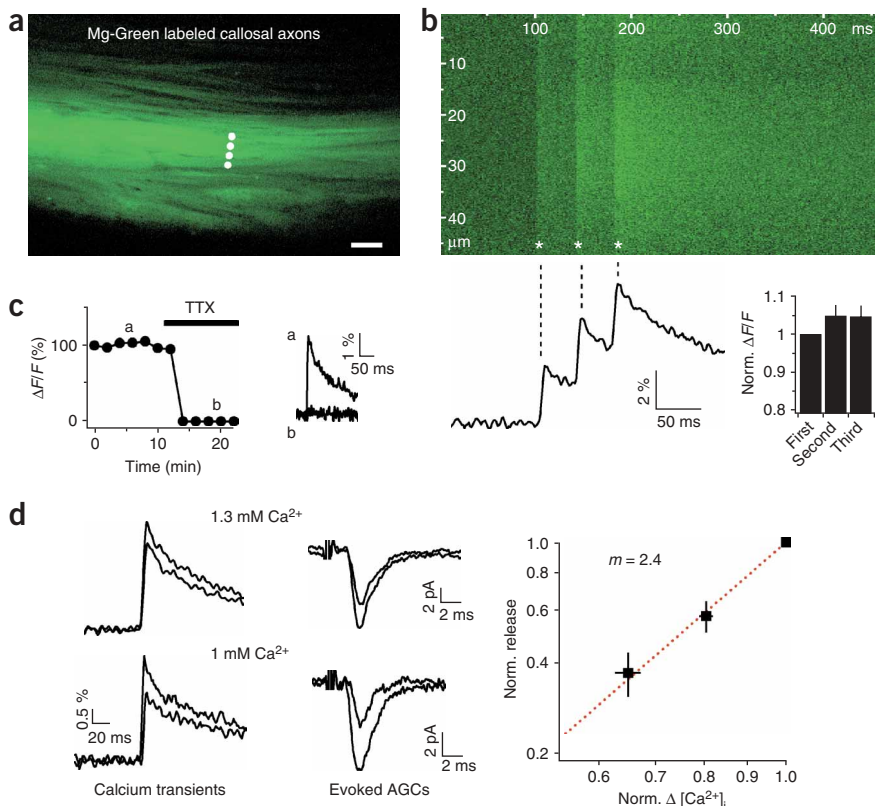 a
Mg-Green labeled callosal axons
b
100 200 300 400 ms
10
20
30
40
µm
* * *
2 %
50 ms
Norm. ΔF/F
1.1
1
0.9
0.8
First
Second
Third
c
TTX
ΔF/F (%)
100
0
a
b
0 10 20
Time (min)
a
b
1 %
50 ms
d
1.3 mM Ca²⁺
2 pA
2 ms
1 mM Ca²⁺
0.5 %
20 ms
2 pA
2 ms
Calcium transients
Evoked AGCs
m = 2.4
Norm. release
1.0
0.8
0.6
0.4
0.2
0.6 0.7 0.8 1.0
Norm. Δ [Ca²⁺]ᵢ